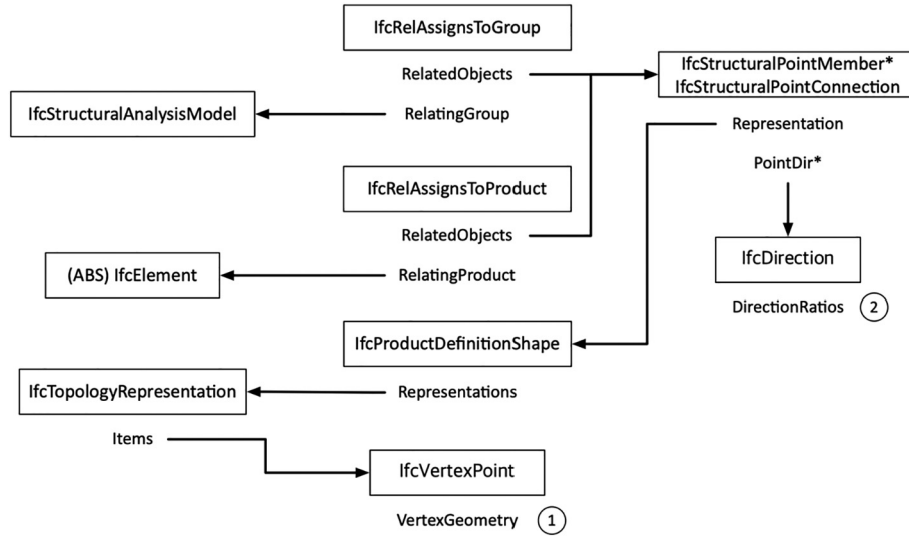 IfcRelAssignsToGroup
RelatedObjects
IfcStructuralPointMember*
IfcStructuralPointConnection
IfcStructuralAnalysisModel
RelatingGroup
Representation
PointDir*
IfcRelAssignsToProduct
RelatedObjects
(ABS) IfcElement
RelatingProduct
IfcDirection
DirectionRatios 2
IfcProductDefinitionShape
IfcTopologyRepresentation
Representations
Items
IfcVertexPoint
VertexGeometry 1